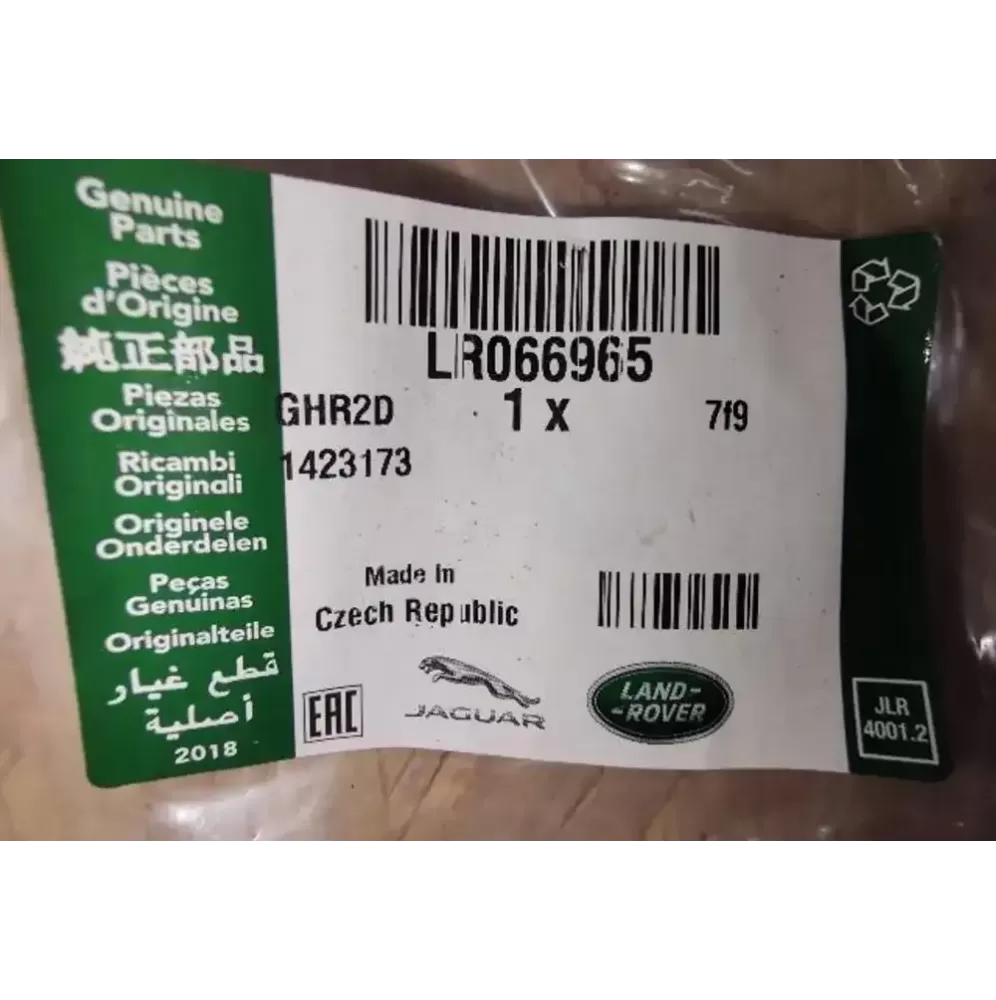 Genuine
Parts
Pièces
d'Origine
純正部品
Piezas
Originales
Ricambi
Originali
Originele
Onderdelen
Peças
Genuinas
Originalteile
قطع غيار
أصلية
2018
LR066965
GHR2D 1 x 7f9
1423173
Made In
Czech Republic
EAC
JAGUAR
LAND-
-ROVER
JLR
4001.2